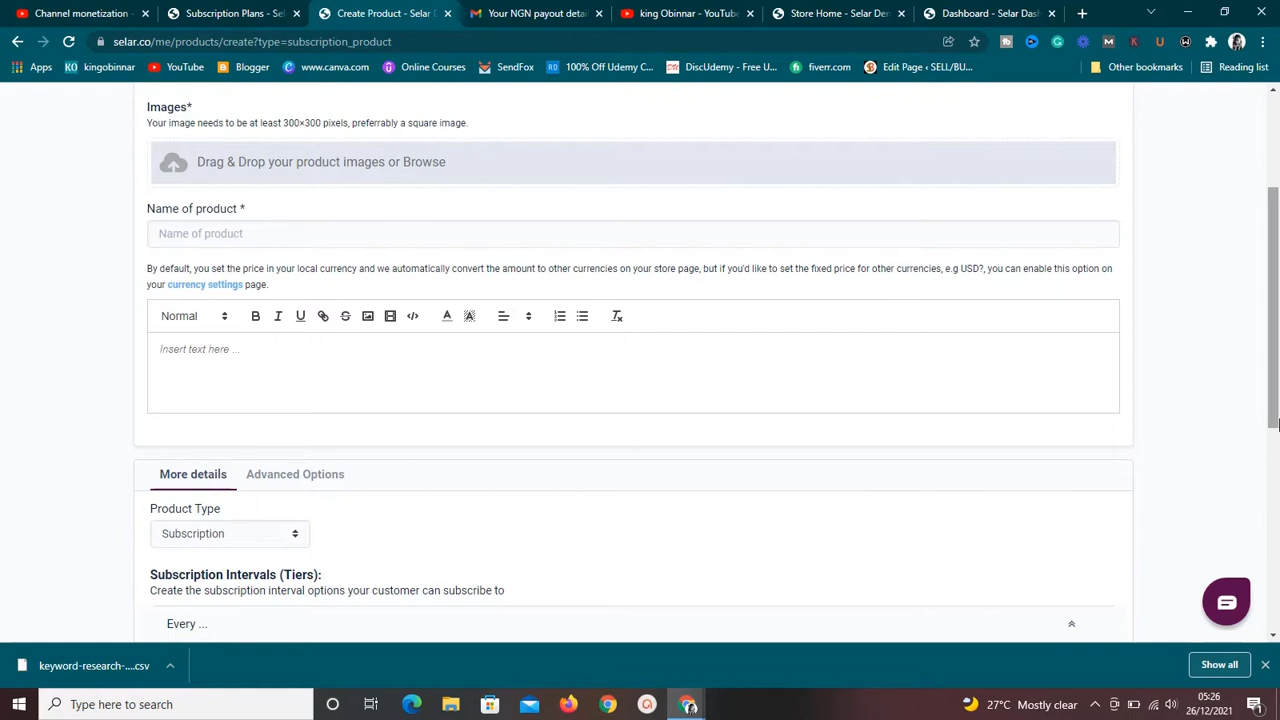 Channel monetization -
Subscription Plans - Sel
Create Product - Selar D
Your NGN payout detai
king Obinnar - YouTube
Store Home - Selar Den
Dashboard - Selar Dash
selar.co/me/products/create?type=subscription_product
Apps
kingobinnar
YouTube
Blogger
www.canva.com
Online Courses
SendFox
100% Off Udemy C...
DiscUdemy - Free U...
fiverr.com
Edit Page ‹ SELL/BU...
Other bookmarks
Reading list
Images*
Your image needs to be at least 300×300 pixels, preferrably a square image.
Drag & Drop your product images or Browse
Name of product *
Name of product
By default, you set the price in your local currency and we automatically convert the amount to other currencies on your store page, but if you'd like to set the fixed price for other currencies, e.g USD?, you can enable this option on
your currency settings page.
Normal
Insert text here ...
More details
Advanced Options
Product Type
Subscription
Subscription Intervals (Tiers):
Create the subscription interval options your customer can subscribe to
Every ...
keyword-research-....csv
Show all
Type here to search
27°C Mostly clear
05:26
26/12/2021